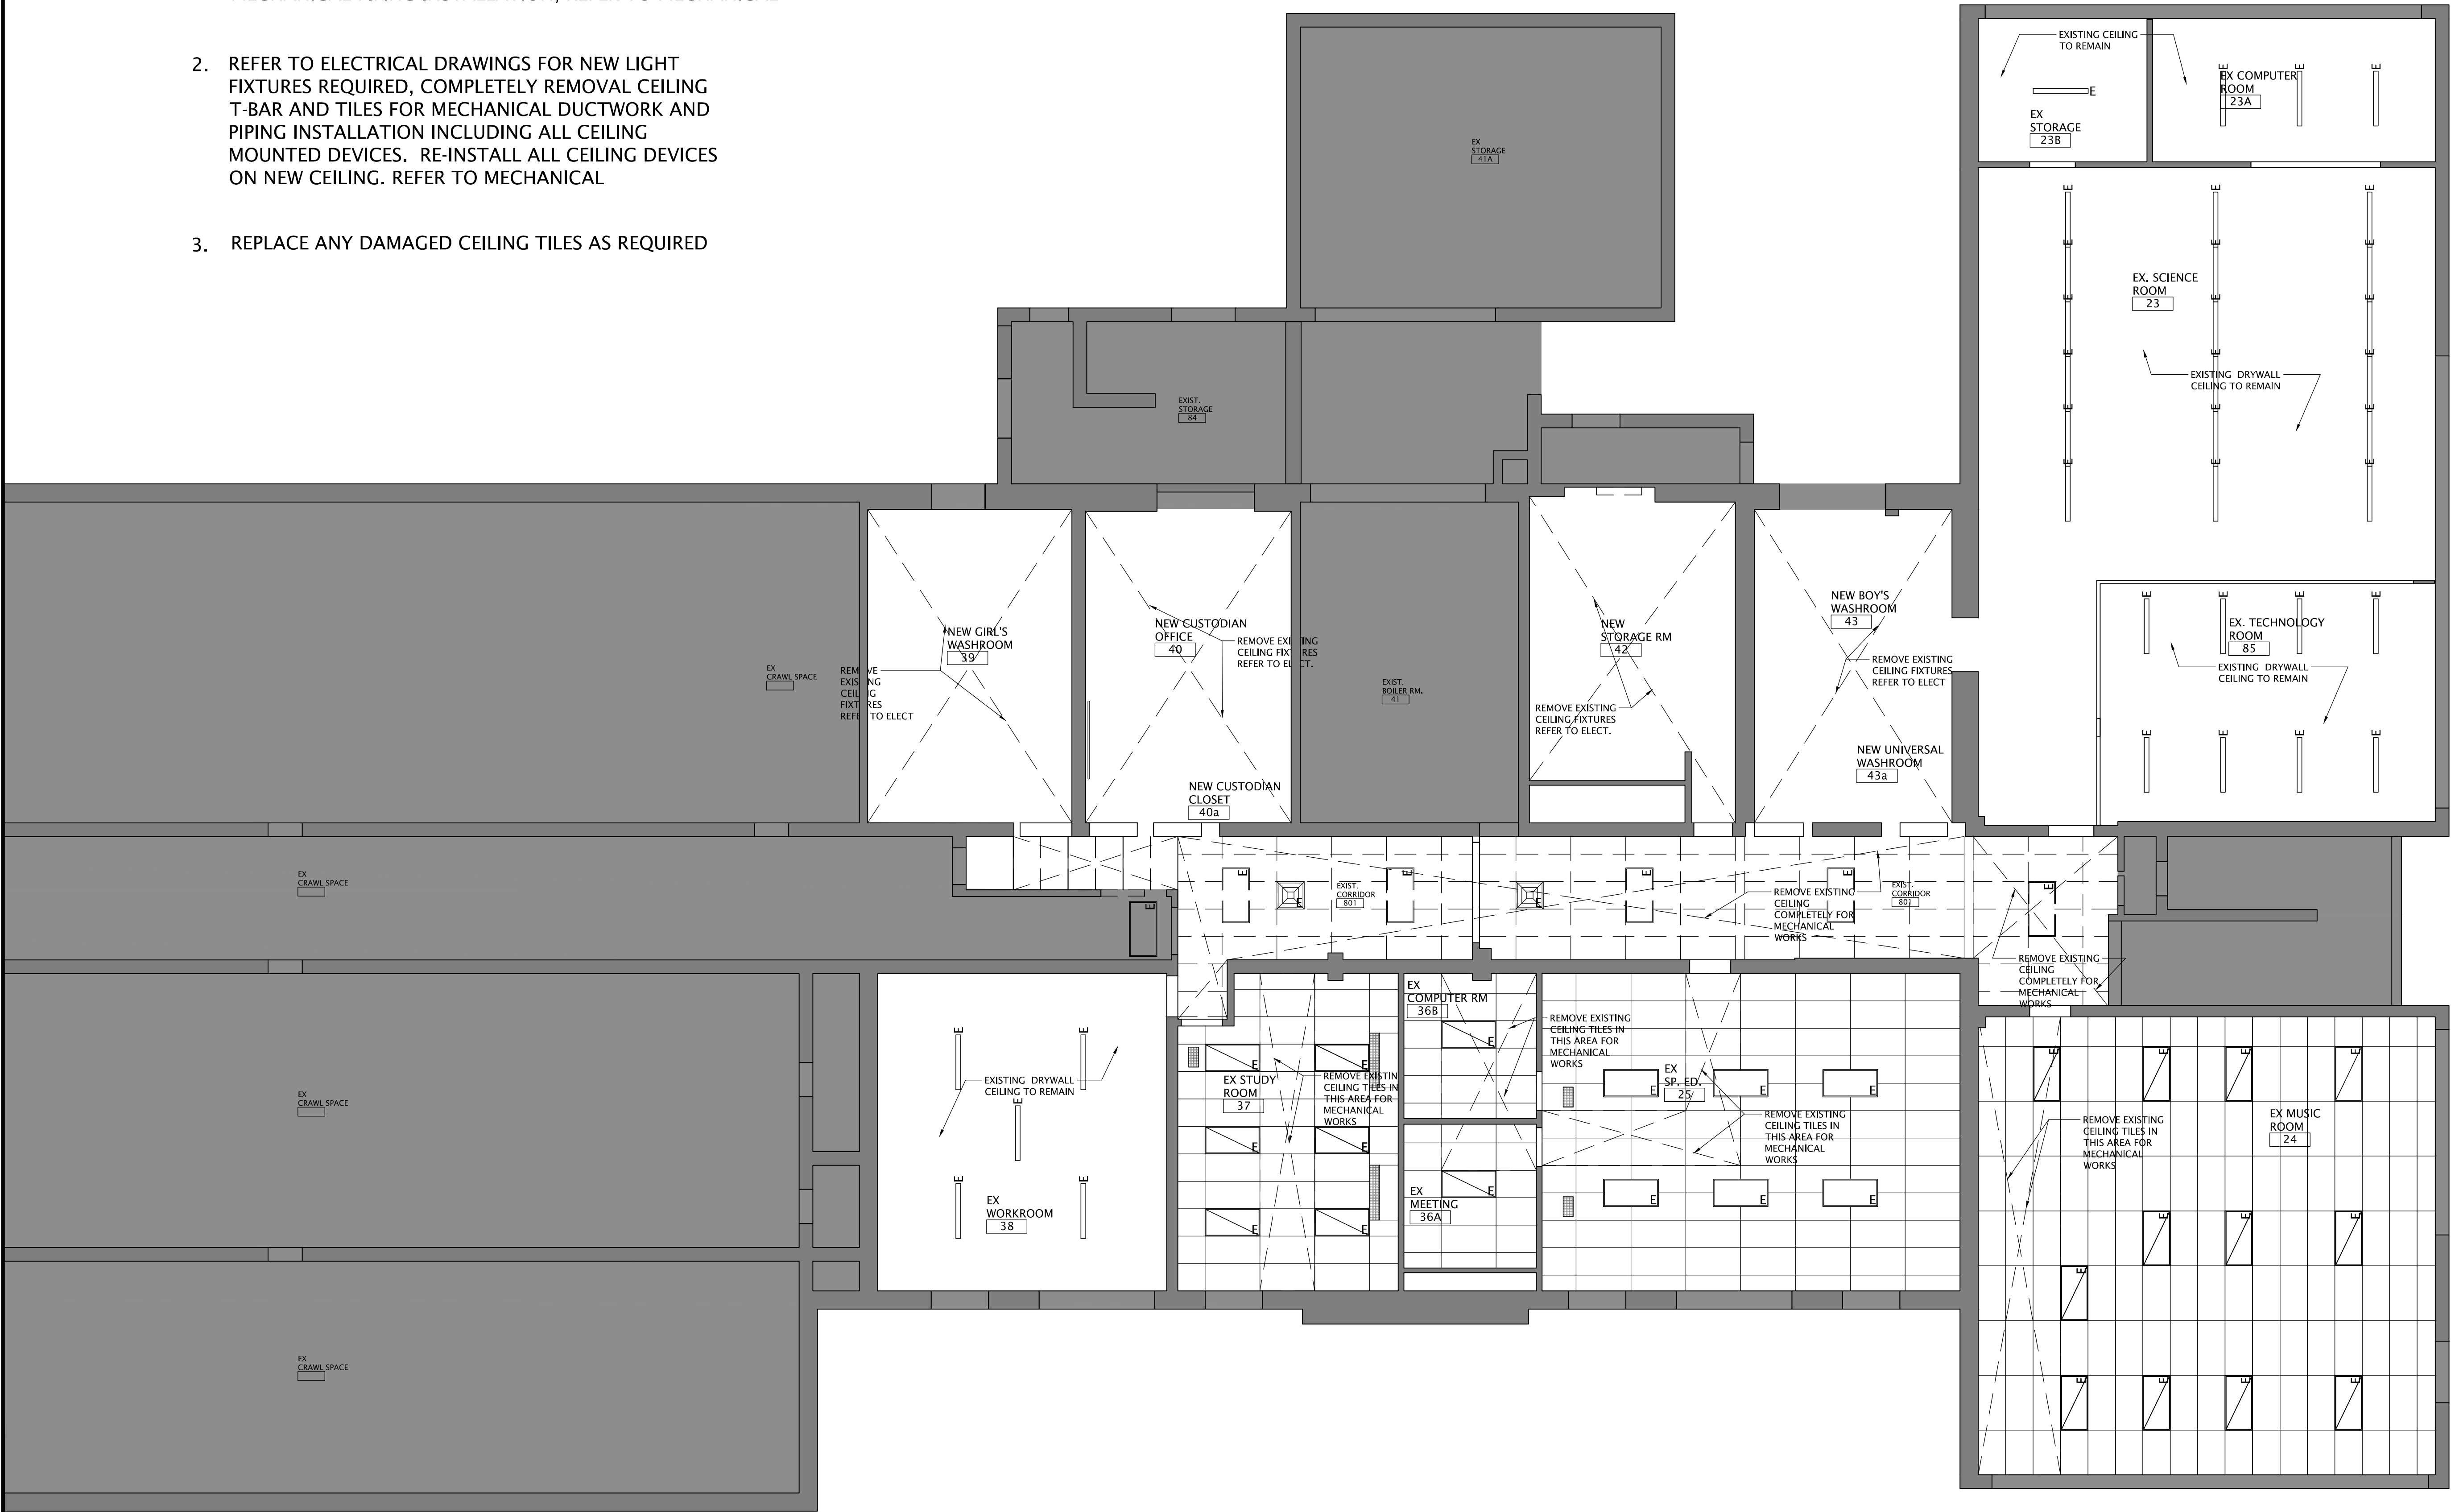 2. REFER TO ELECTRICAL DRAWINGS FOR NEW LIGHT
FIXTURES REQUIRED, COMPLETELY REMOVAL CEILING
T-BAR AND TILES FOR MECHANICAL DUCTWORK AND
PIPING INSTALLATION INCLUDING ALL CEILING
MOUNTED DEVICES. RE-INSTALL ALL CEILING DEVICES
ON NEW CEILING. REFER TO MECHANICAL
3. REPLACE ANY DAMAGED CEILING TILES AS REQUIRED
EXISTING CEILING
TO REMAIN
E
EX
STORAGE
23B
EX COMPUTER
ROOM
23A
EX
STORAGE
41A
EX. SCIENCE
ROOM
23
EXISTING DRYWALL
CEILING TO REMAIN
EXIST.
STORAGE
84
EX
CRAWL SPACE
NEW GIRL'S
WASHROOM
39
REFER TO ELECT
NEW CUSTODIAN
OFFICE
40
CEILING FIXTURES
NEW CUSTODIAN
CLOSET
40a
EXIST.
BOILER RM.
41
NEW
STORAGE RM
42
REMOVE EXISTING
CEILING FIXTURES
REFER TO ELECT.
NEW BOY'S
WASHROOM
43
REMOVE EXISTING
CEILING FIXTURES
REFER TO ELECT
NEW UNIVERSAL
WASHROOM
43a
EX. TECHNOLOGY
ROOM
85
EXISTING DRYWALL
CEILING TO REMAIN
EX
CRAWL SPACE
EXIST.
CORRIDOR
801
REMOVE EXISTING
CEILING
COMPLETELY FOR
MECHANICAL
WORKS
EXIST.
CORRIDOR
801
REMOVE EXISTING
CEILING
COMPLETELY FOR
MECHANICAL
WORKS
EX
CRAWL SPACE
EXISTING DRYWALL
CEILING TO REMAIN
EX
WORKROOM
38
EX STUDY
ROOM
37
REMOVE EXISTIN
CEILING TILES IN
THIS AREA FOR
MECHANICAL
WORKS
EX
COMPUTER RM
36B
REMOVE EXISTING
CEILING TILES IN
THIS AREA FOR
MECHANICAL
WORKS
EX
MEETING
36A
EX
SP. ED.
25
REMOVE EXISTING
CEILING TILES IN
THIS AREA FOR
MECHANICAL
WORKS
REMOVE EXISTING
CEILING TILES IN
THIS AREA FOR
MECHANICAL
WORKS
EX MUSIC
ROOM
24
EX
CRAWL SPACE